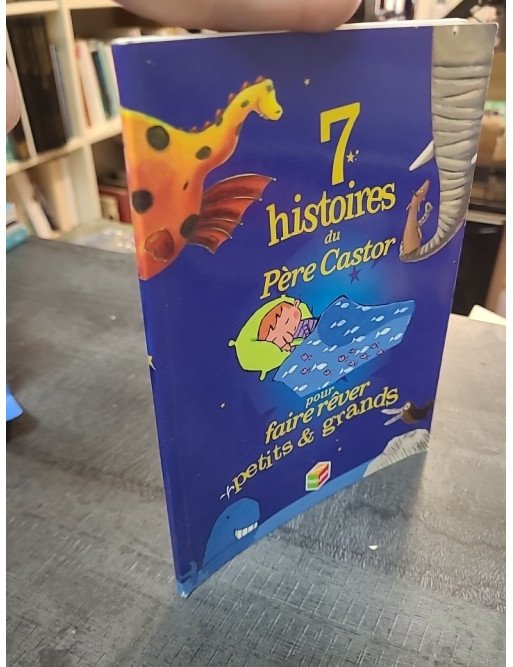 7
histoires
du
Père Castor
pour
faire rêver
petits & grands